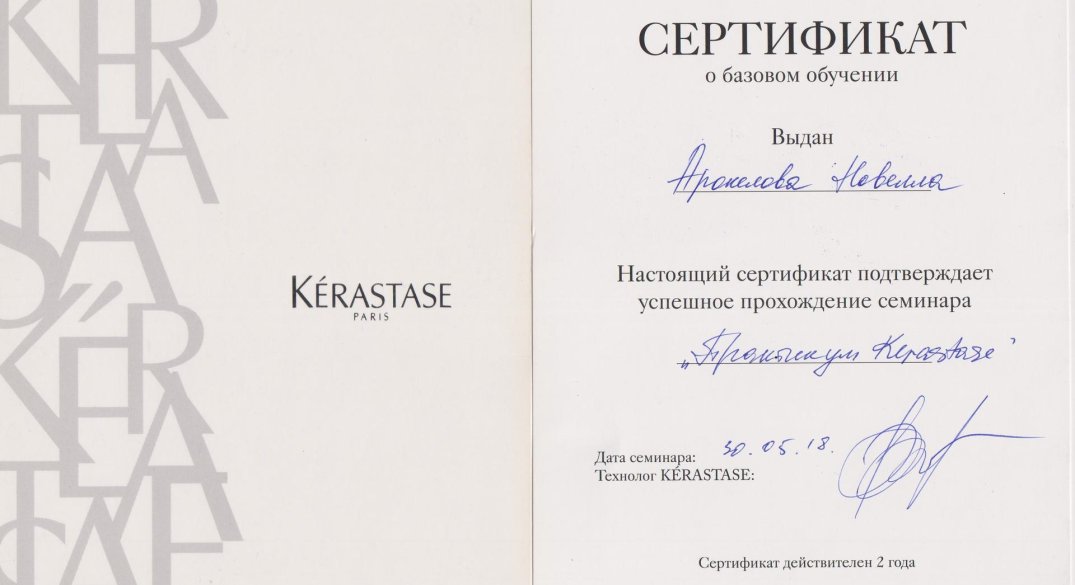 KÉRASTASE
PARIS
СЕРТИФИКАТ
о базовом обучении
Выдан
Аракелова Новелла
Настоящий сертификат подтверждает
успешное прохождение семинара
„Практикум Kerastase"
Дата семинара: 30.05.18.
Технолог KÉRASTASE:
Сертификат действителен 2 года